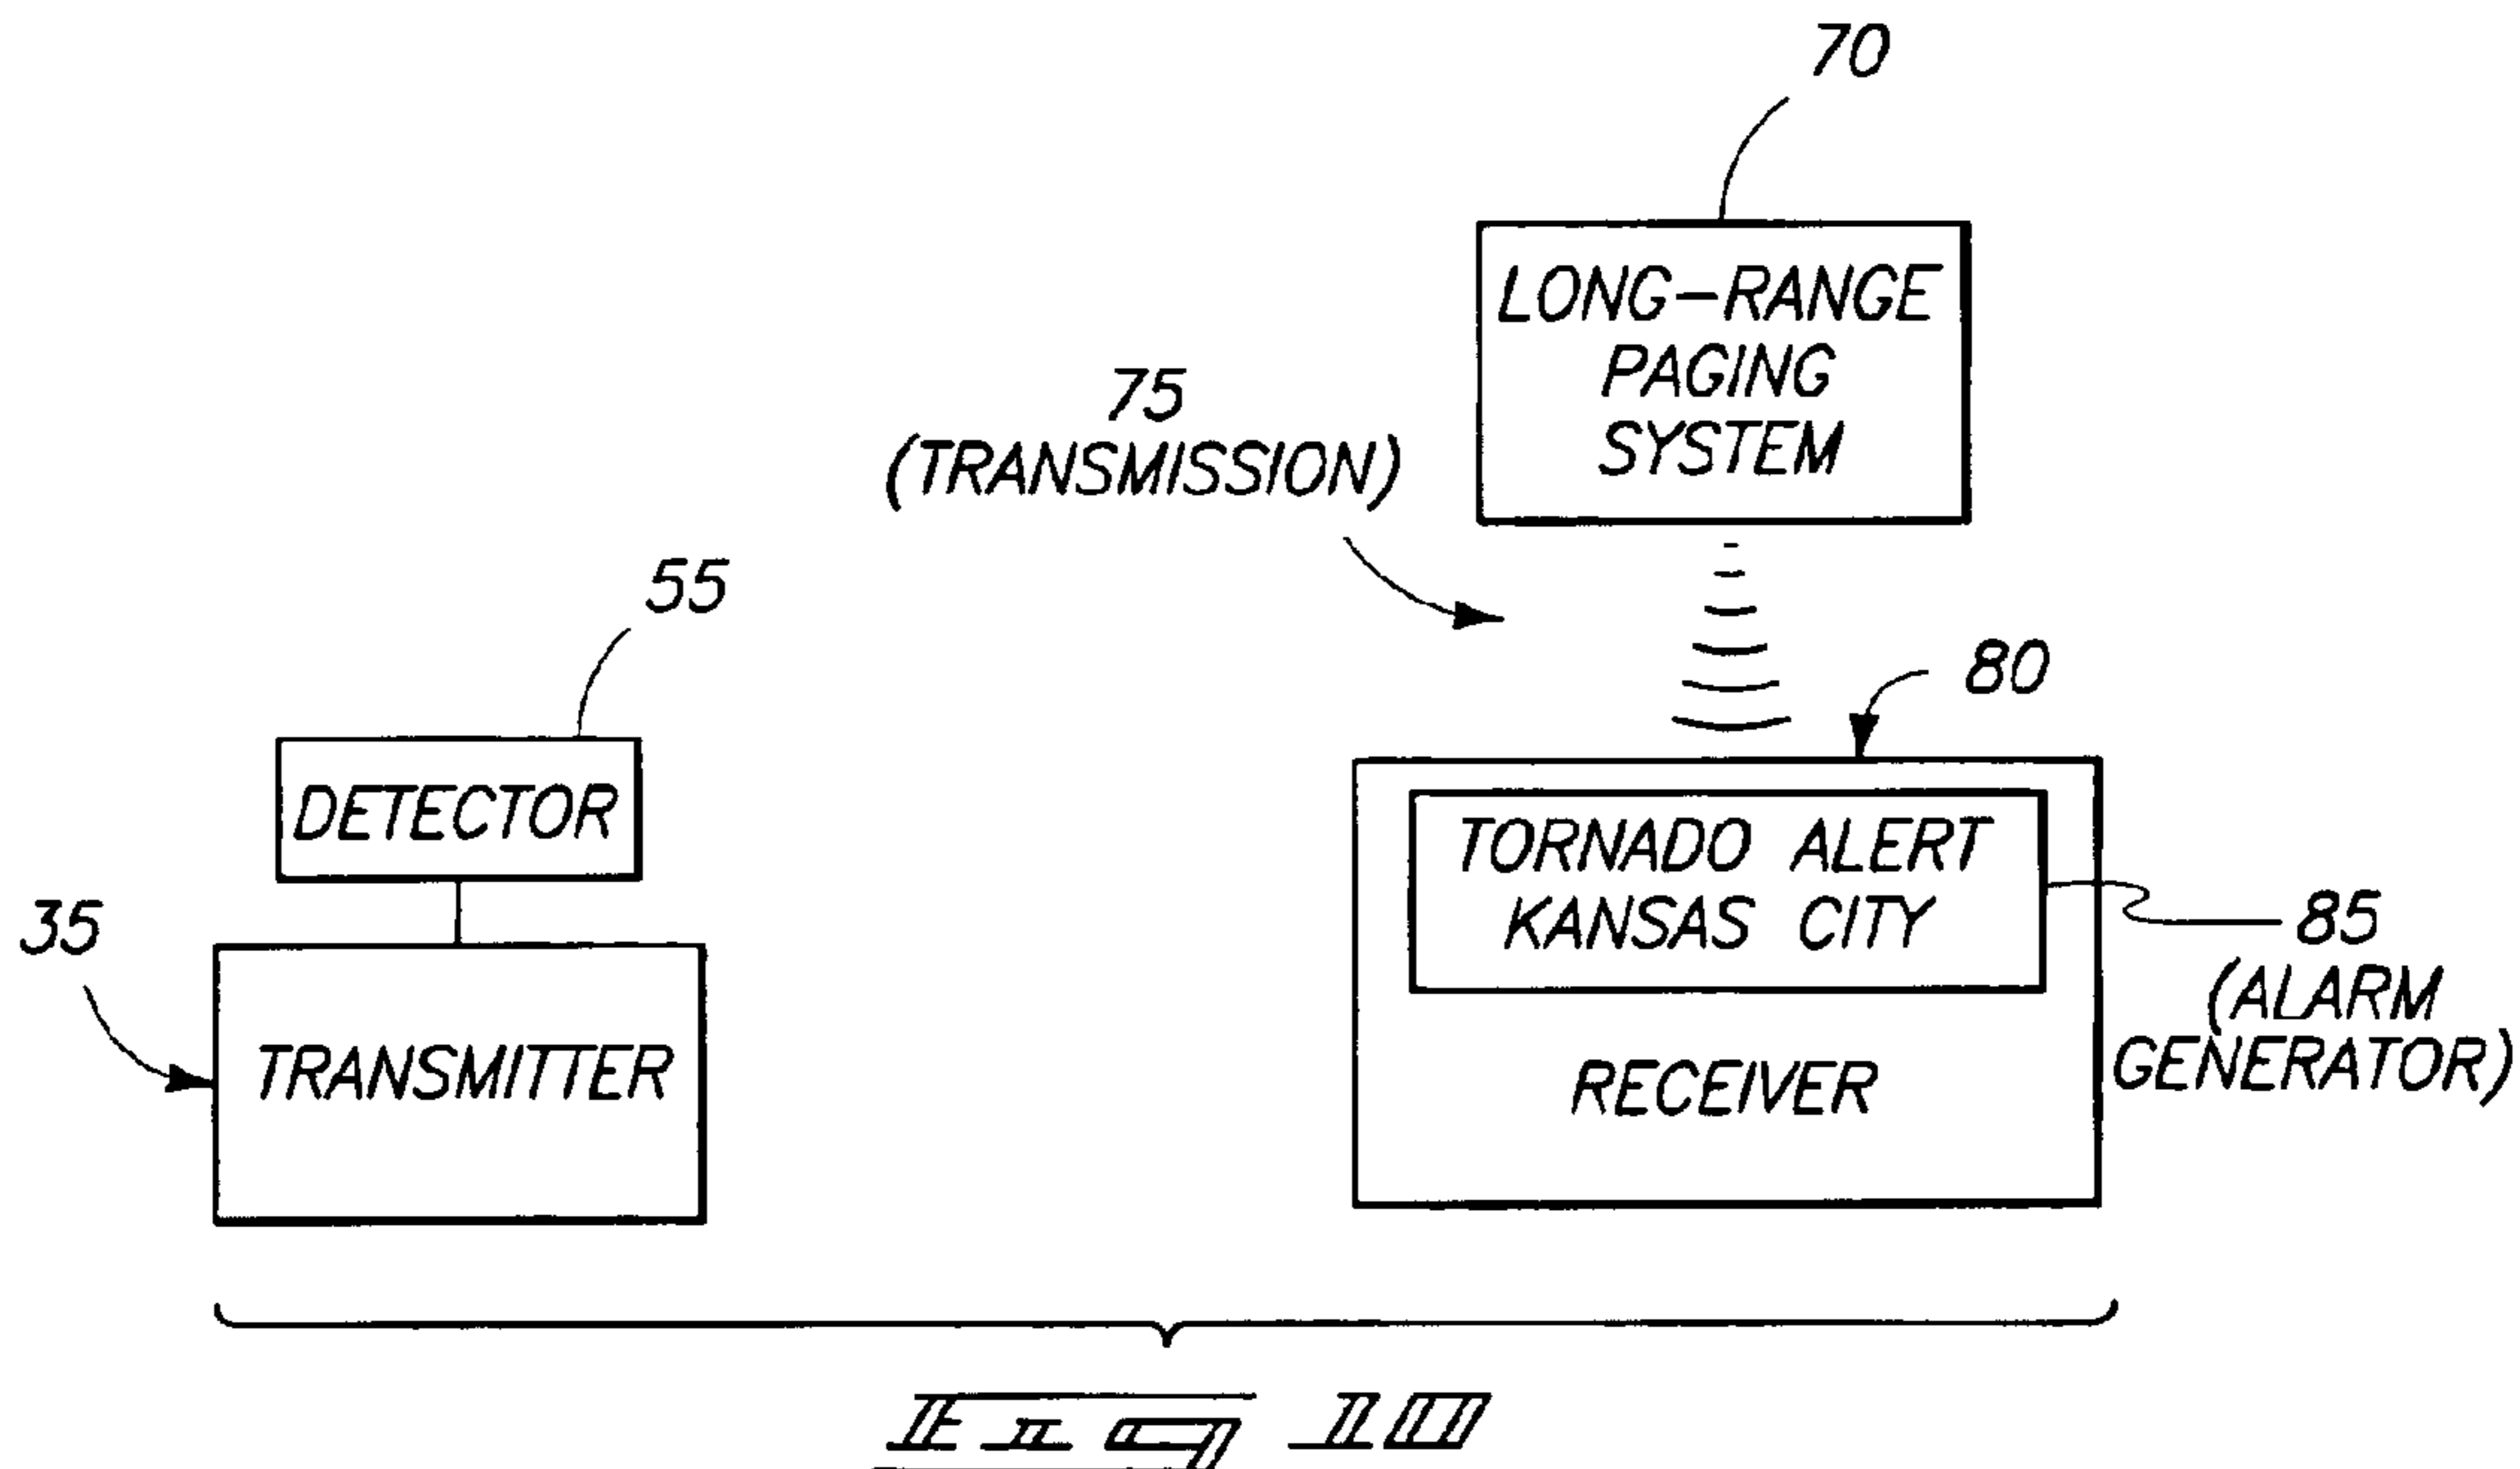 70
LONG-RANGE
PAGING
SYSTEM
75
(TRANSMISSION)
55
80
DETECTOR
35
TRANSMITTER
TORNADO ALERT
KANSAS CITY
85
(ALARM
GENERATOR)
RECEIVER
Fig 10